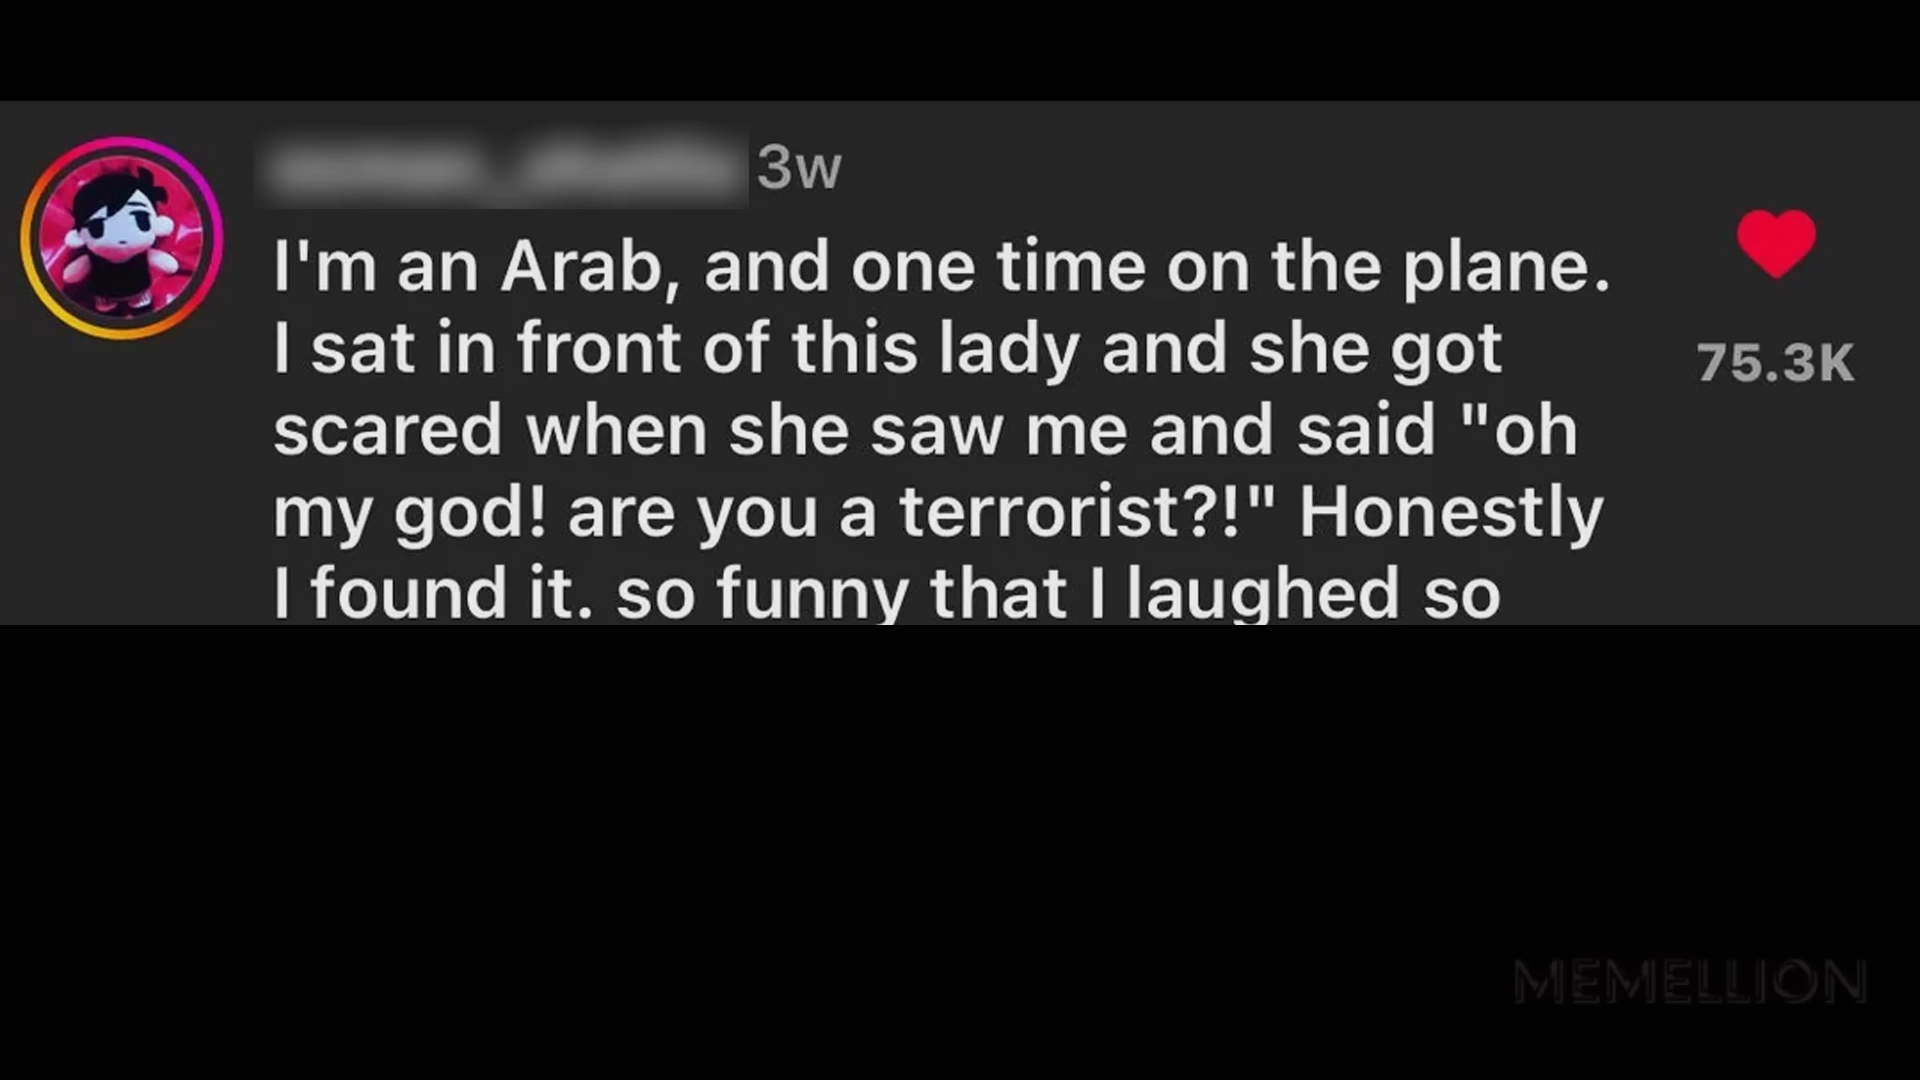 3w
I'm an Arab, and one time on the plane.
I sat in front of this lady and she got
scared when she saw me and said "oh
my god! are you a terrorist?!" Honestly
I found it. so funny that I laughed so
75.3K
MEMELLION